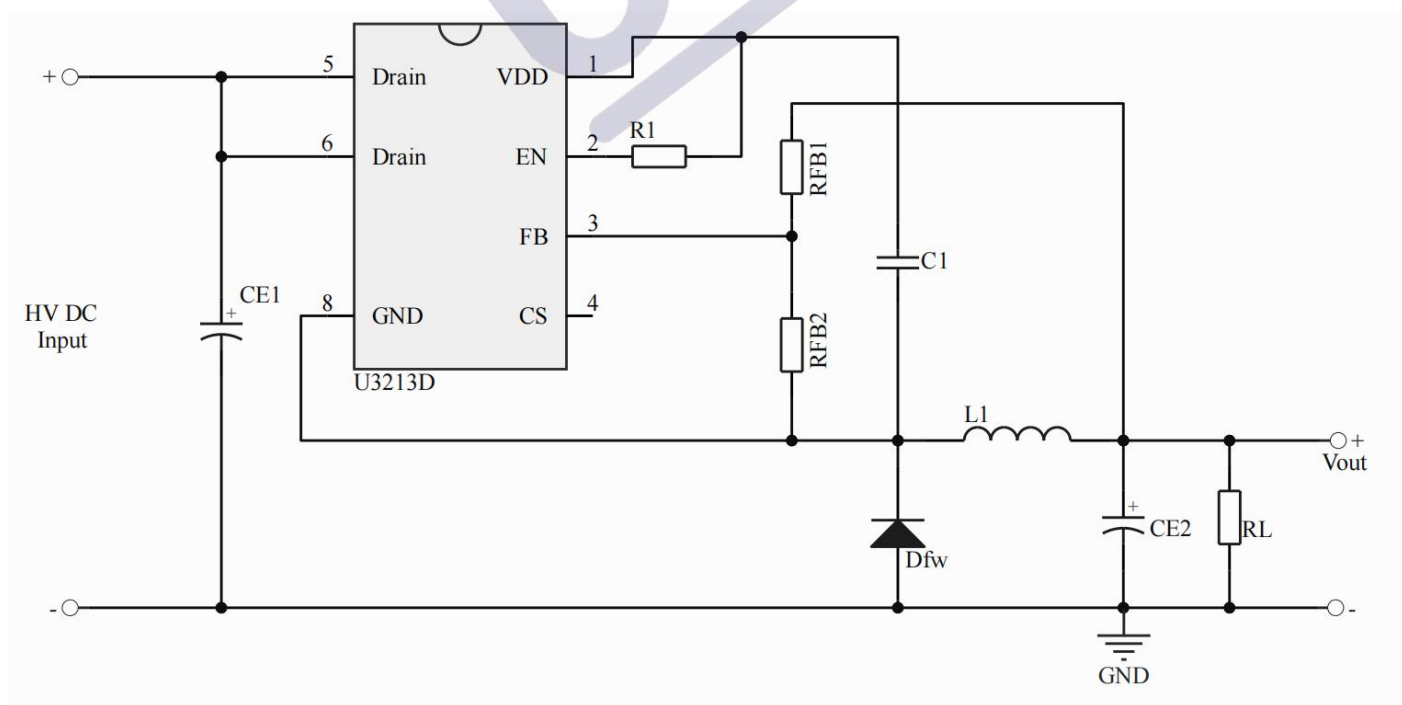 +
5
Drain
VDD
1
6
Drain
EN
2
R1
RFB1
FB
3
C1
HV DC
Input
CE1
+
8
GND
CS
4
RFB2
U3213D
L1
+
Vout
Dfw
+
CE2
RL
-
-
GND